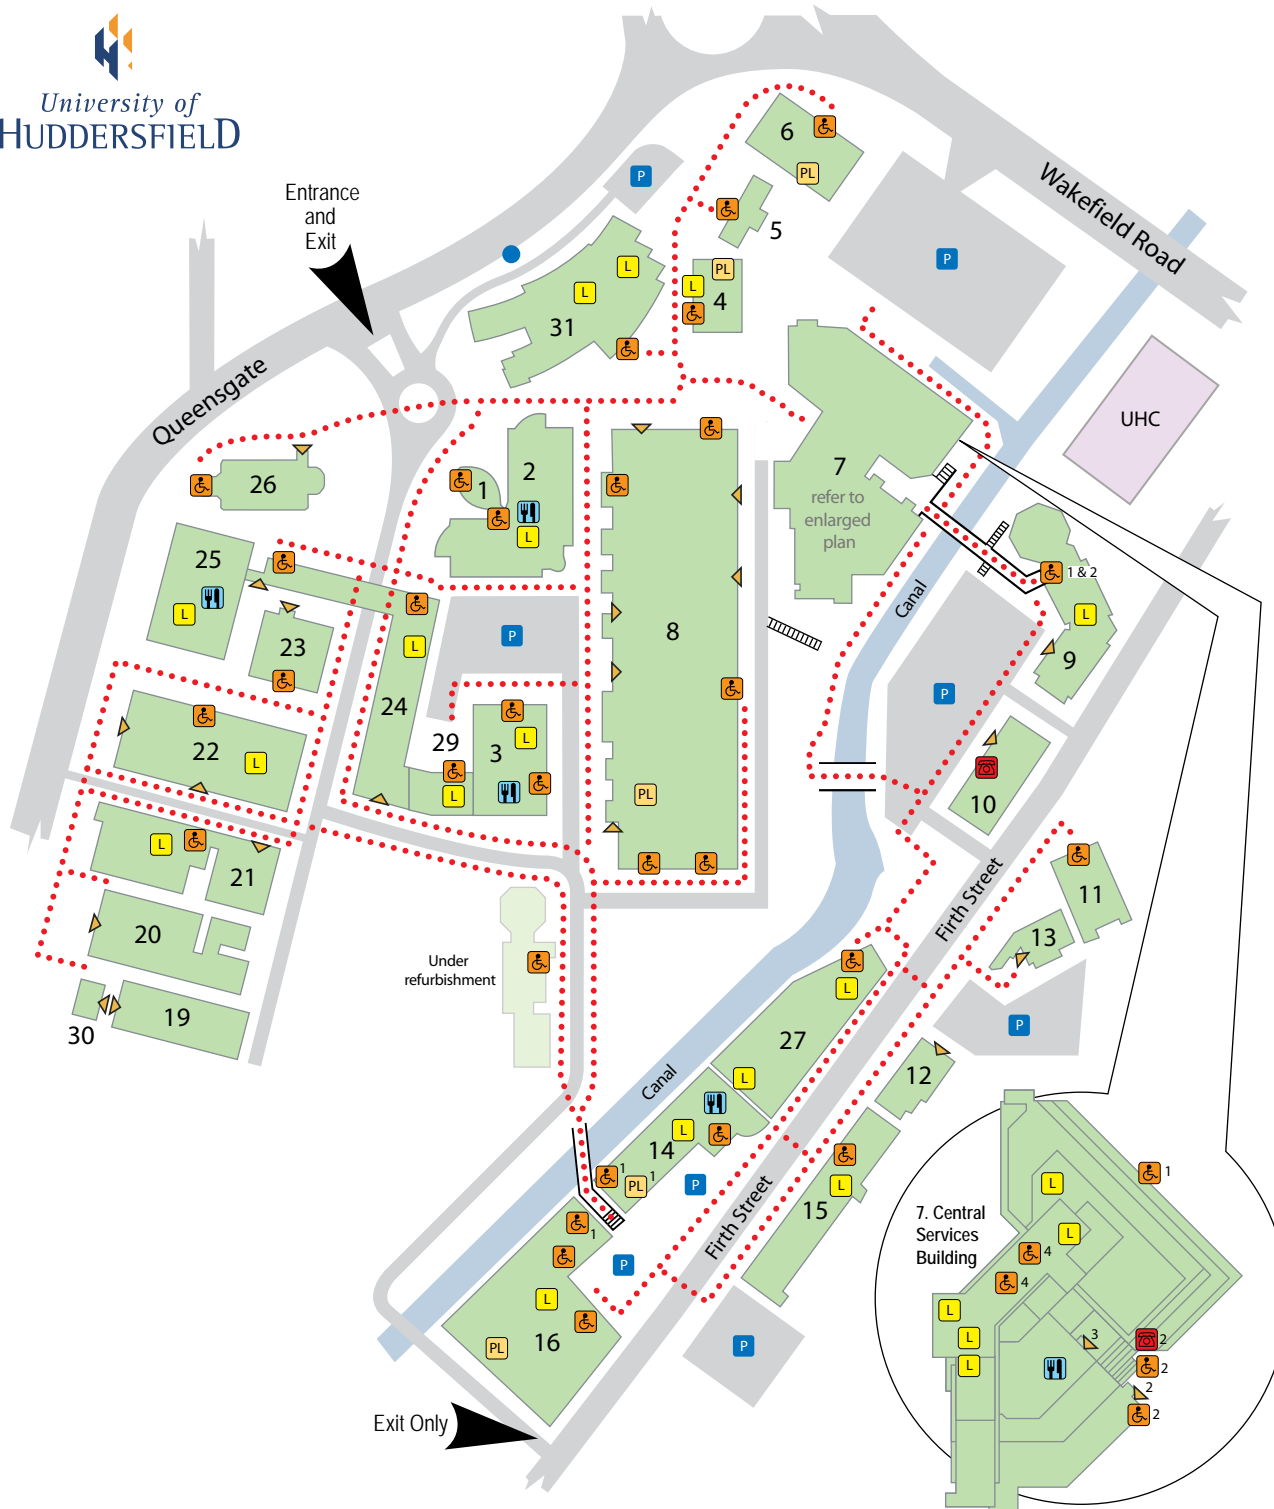 University of
HUDDERSFIELD
Entrance
and
Exit
Wakefield Road
Queensgate
P
6
PL
5
PL
L
4
P
L
L
31
UHC
26
1
2
L
7
refer to
enlarged
plan
1 & 2
L
9
25
L
23
L
24
P
8
Canal
P
22
L
29
3
L
L
PL
10
L
21
20
19
30
Under
refurbishment
Firth Street
11
13
P
L
27
L
12
Canal
14
L
1
PL
1
P
15
L
Firth Street
1
P
L
16
PL
P
Exit Only
7. Central
Services
Building
1
L
L
4
4
L
L
L
3
2
2
2
2